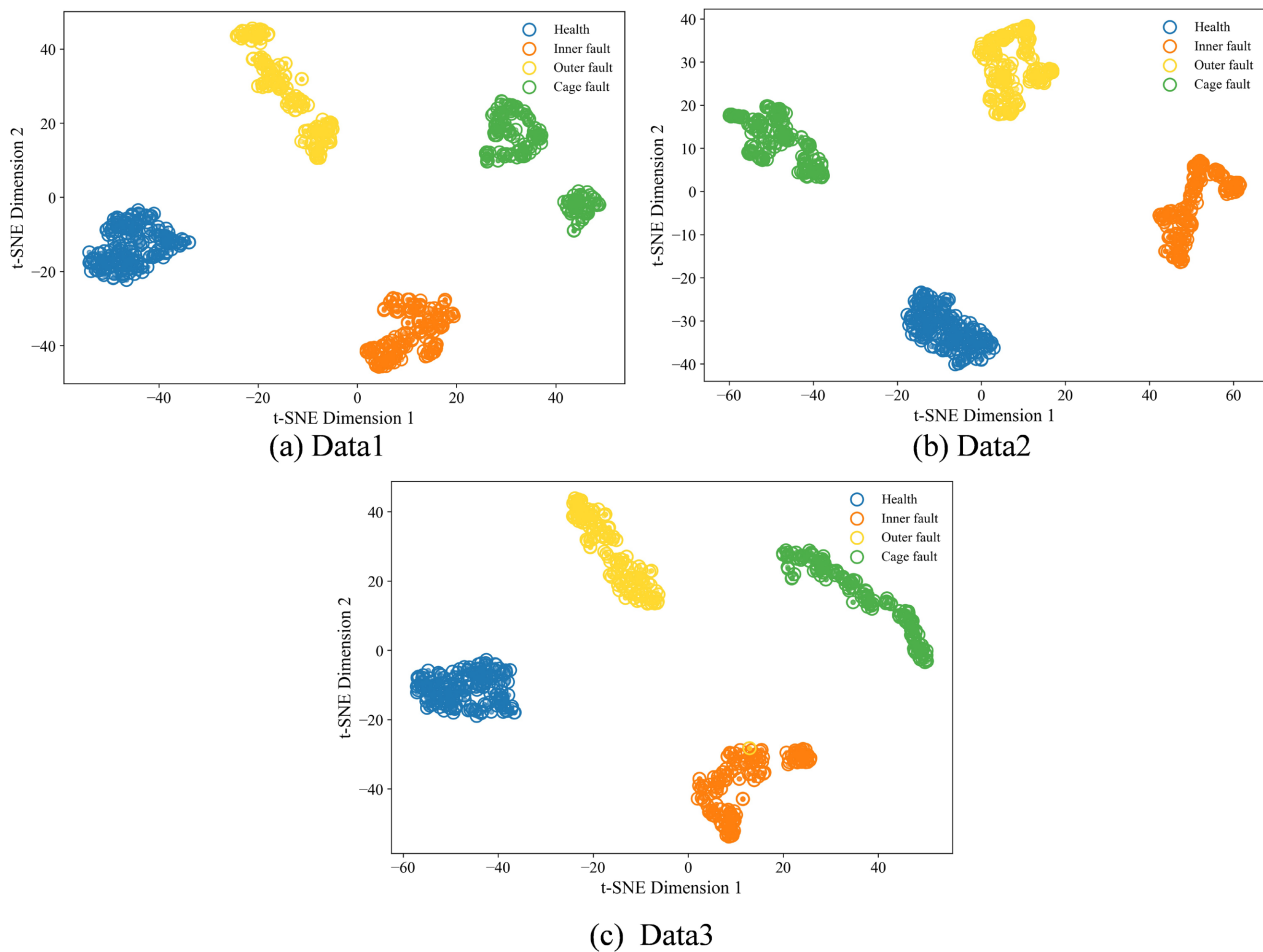 Health
Inner fault
Outer fault
Cage fault
40
20
0
−20
−40
t-SNE Dimension 2
−40
−20
0
20
40
t-SNE Dimension 1
(a) Data1
Health
Inner fault
Outer fault
Cage fault
40
30
20
10
0
−10
−20
−30
−40
t-SNE Dimension 2
−60
−40
−20
0
20
40
60
t-SNE Dimension 1
(b) Data2
Health
Inner fault
Outer fault
Cage fault
40
20
0
−20
−40
t-SNE Dimension 2
−60
−40
−20
0
20
40
t-SNE Dimension 1
(c) Data3